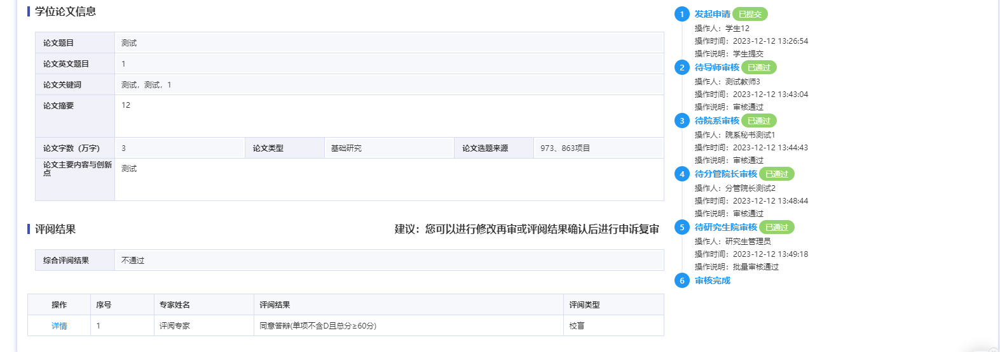 学位论文信息
论文题目 测试
论文英文题目 1
论文关键词 测试，测试，1
论文摘要 12
论文字数（万字） 3 论文类型 基础研究 论文选题来源 973、863项目
论文主要内容与创新
点
测试
评阅结果 建议：您可以进行修改再审或评阅结果确认后进行申诉复审
综合评阅结果 不通过
操作 序号 专家姓名 评阅结果 评阅类型
详情 1 评阅专家 同意答辩(单项不含D且总分≥60分) 校盲
1 发起申请 已提交
操作人：学生12
操作时间：2023-12-12 13:26:54
操作说明：学生提交
2 待导师审核 已通过
操作人：测试教师3
操作时间：2023-12-12 13:43:04
操作说明：审核通过
3 待院系审核 已通过
操作人：院系秘书测试1
操作时间：2023-12-12 13:44:43
操作说明：审核通过
4 待分管院长审核 已通过
操作人：分管院长测试2
操作时间：2023-12-12 13:48:44
操作说明：审核通过
5 待研究生院审核 已通过
操作人：研究生管理员
操作时间：2023-12-12 13:49:18
操作说明：批量审核通过
6 审核完成